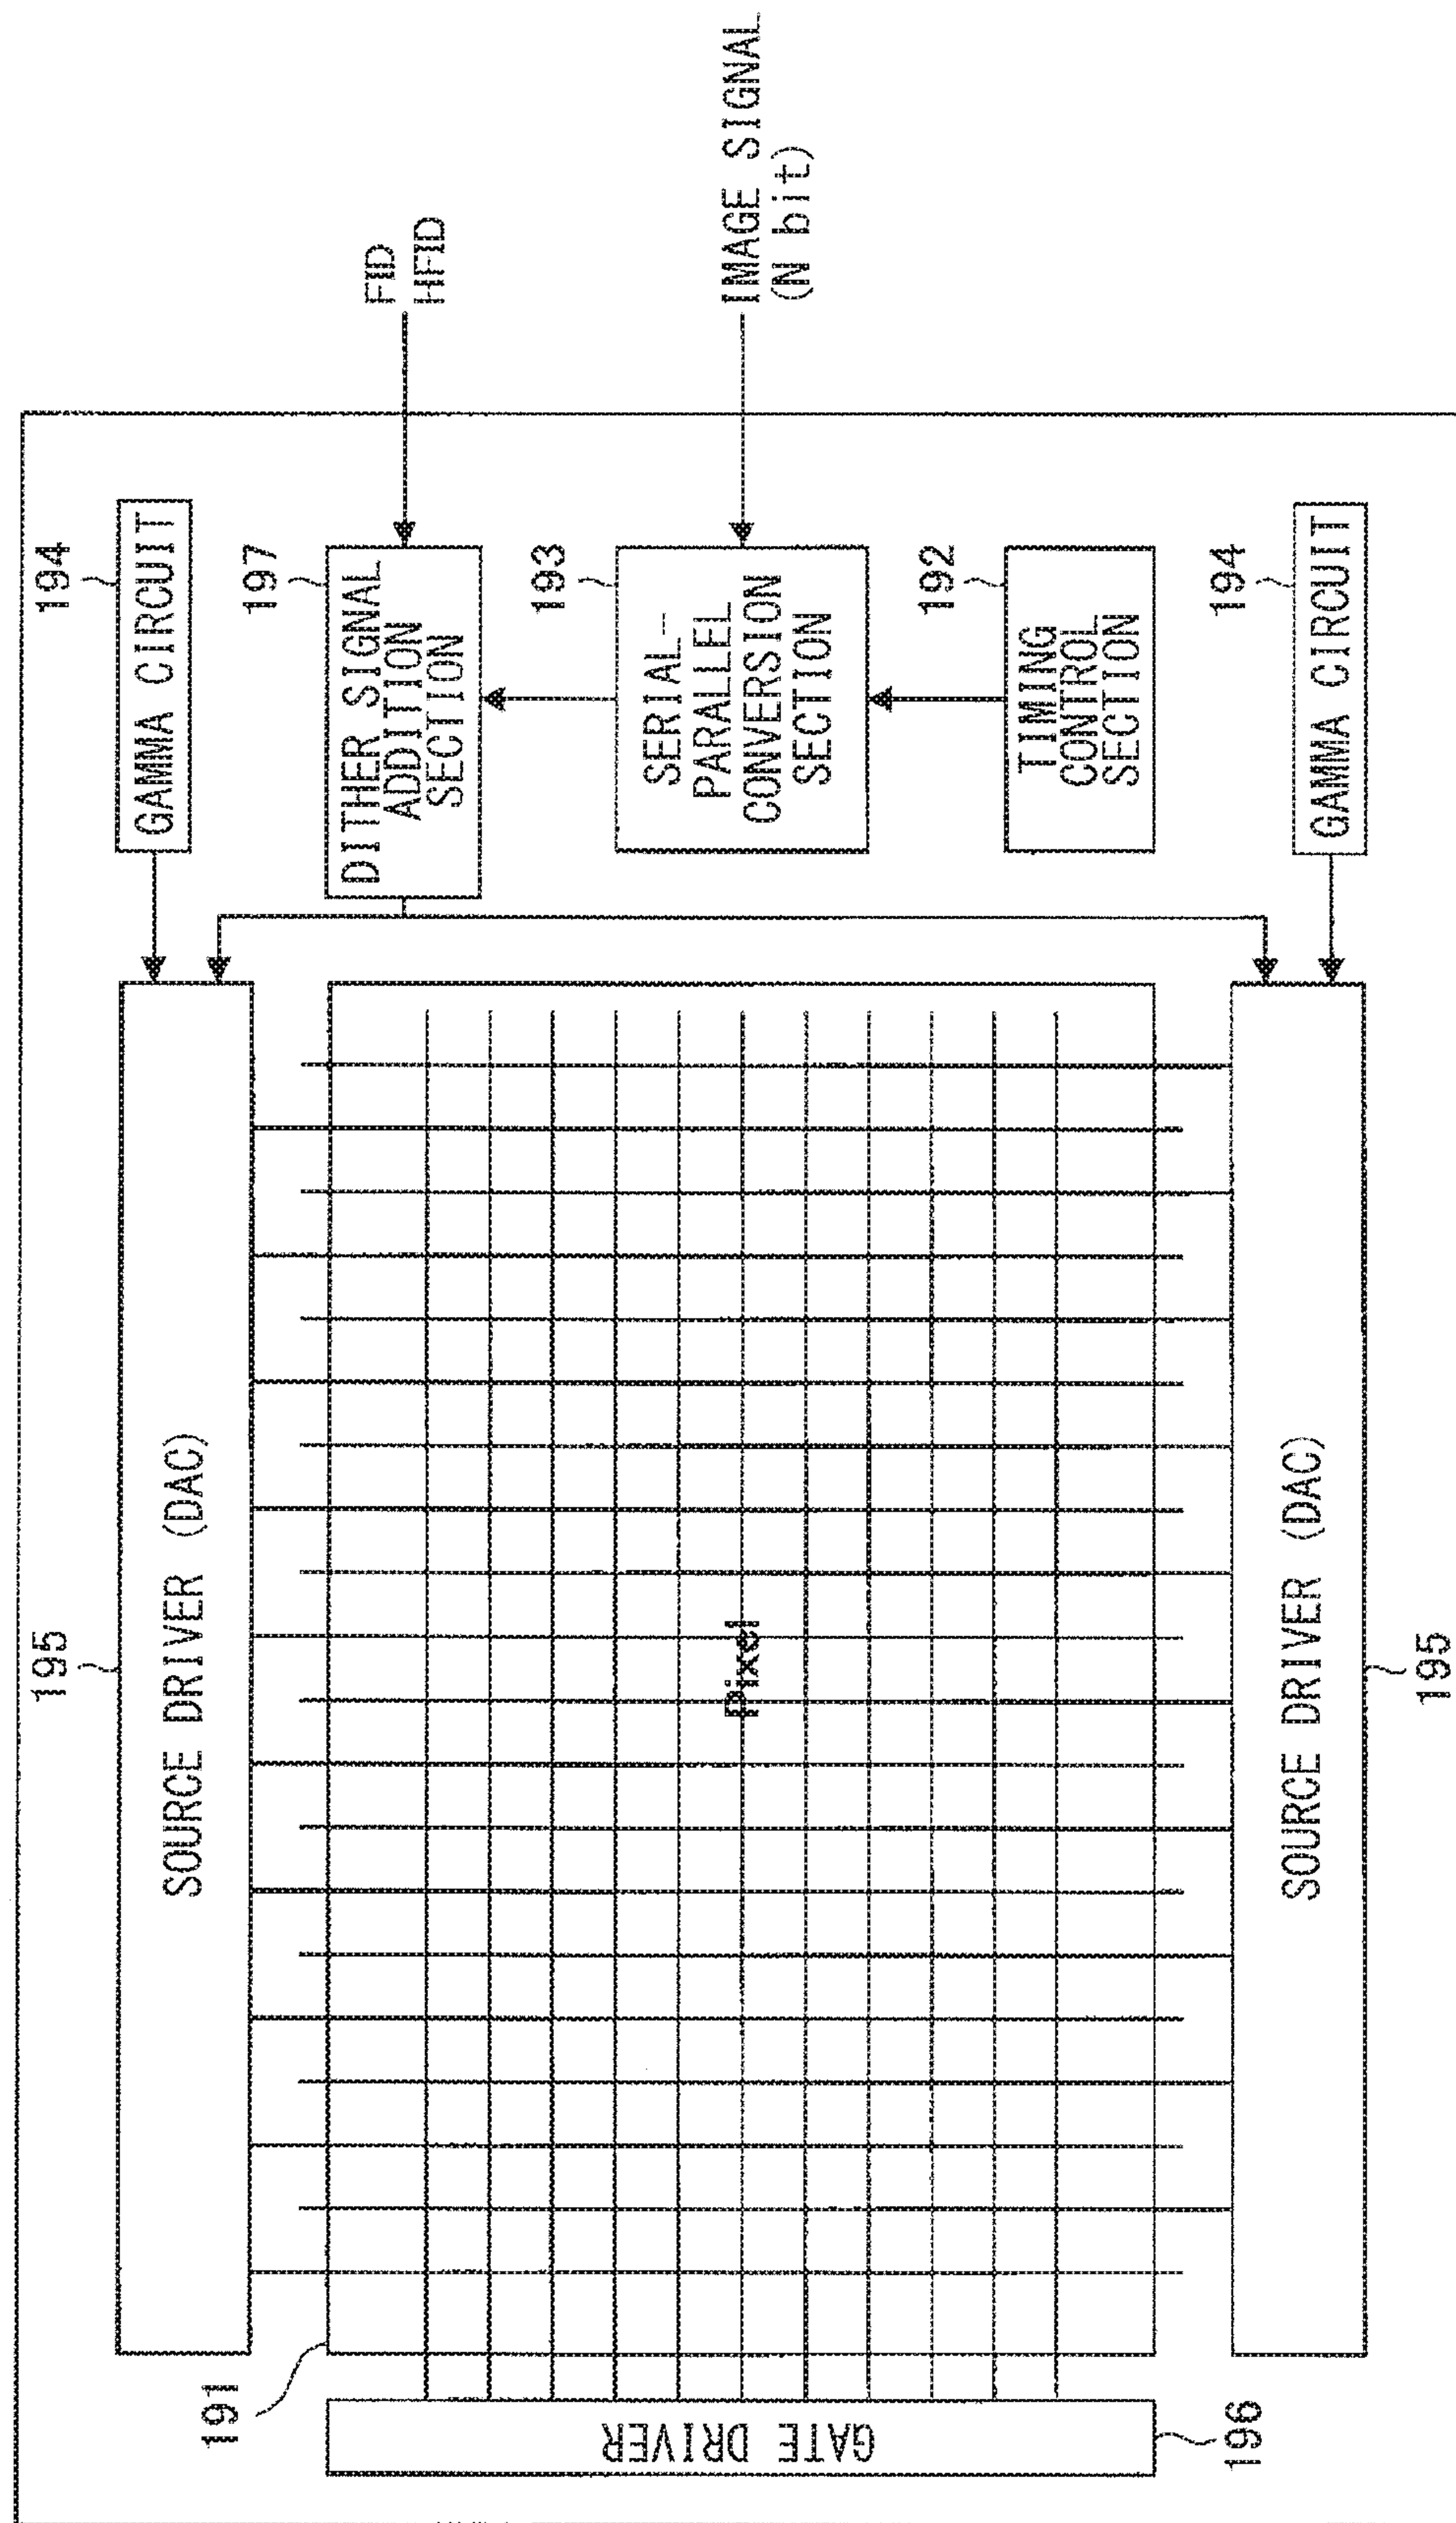 FID
HFID
IMAGE SIGNAL
(N bit)
194
GAMMA CIRCUIT
197
DITHER SIGNAL
ADDITION
SECTION
193
SERIAL-
PARALLEL
CONVERSION
SECTION
192
TIMING
CONTROL
SECTION
194
GAMMA CIRCUIT
195
SOURCE DRIVER (DAC)
Pixel
SOURCE DRIVER (DAC)
195
191
GATE DRIVER
196